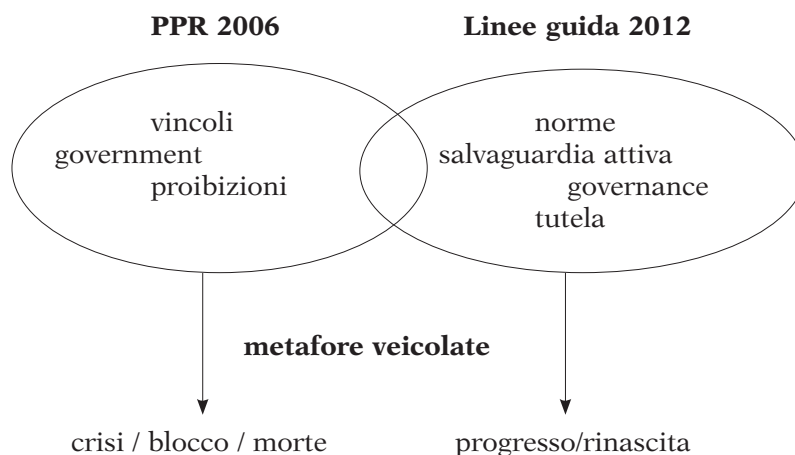 PPR 2006
Linee guida 2012
vincoli
government
proibizioni
norme
salvaguardia attiva
governance
tutela
metafore veicolate
crisi / blocco / morte
progresso/rinascita